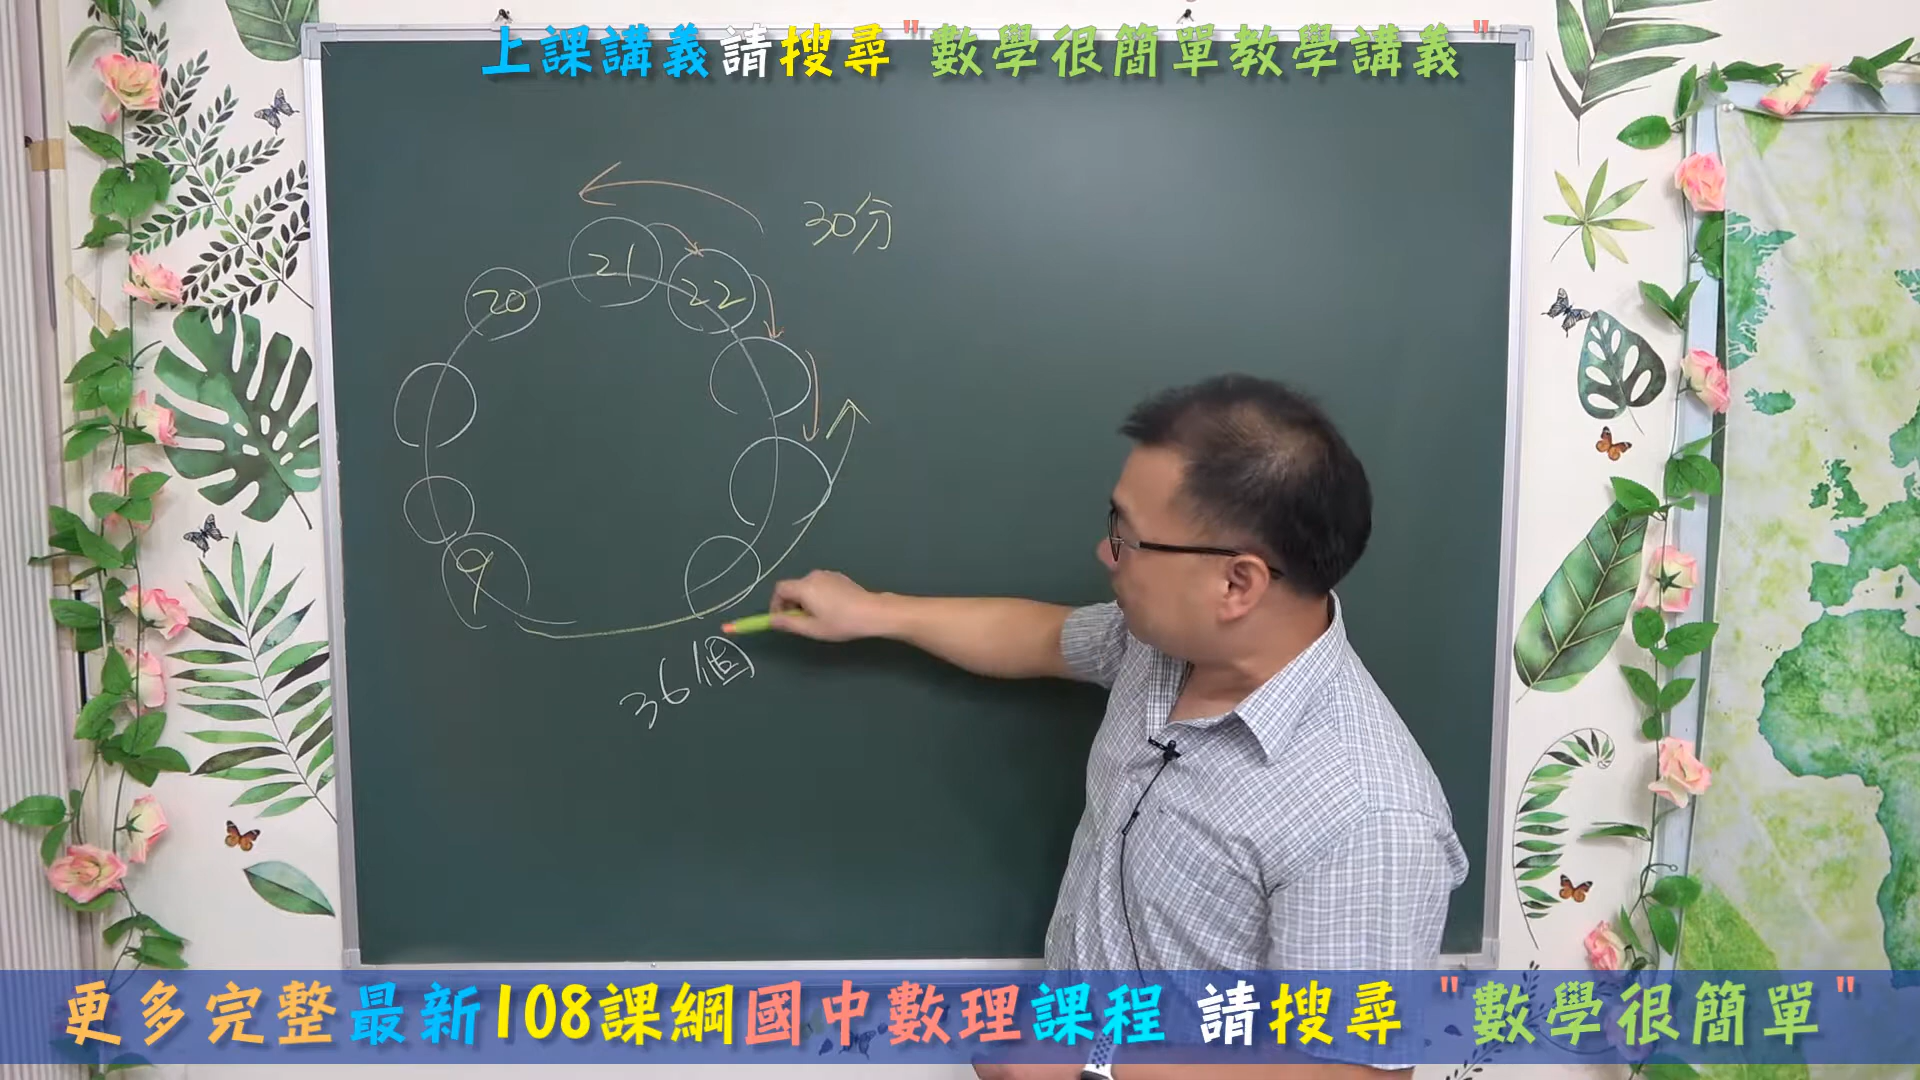 上課講義請搜尋"數學很簡單教學講義"
30分
21
20
22
9
36個
更多完整最新108課綱國中數理課程 請搜尋 "數學很簡單"